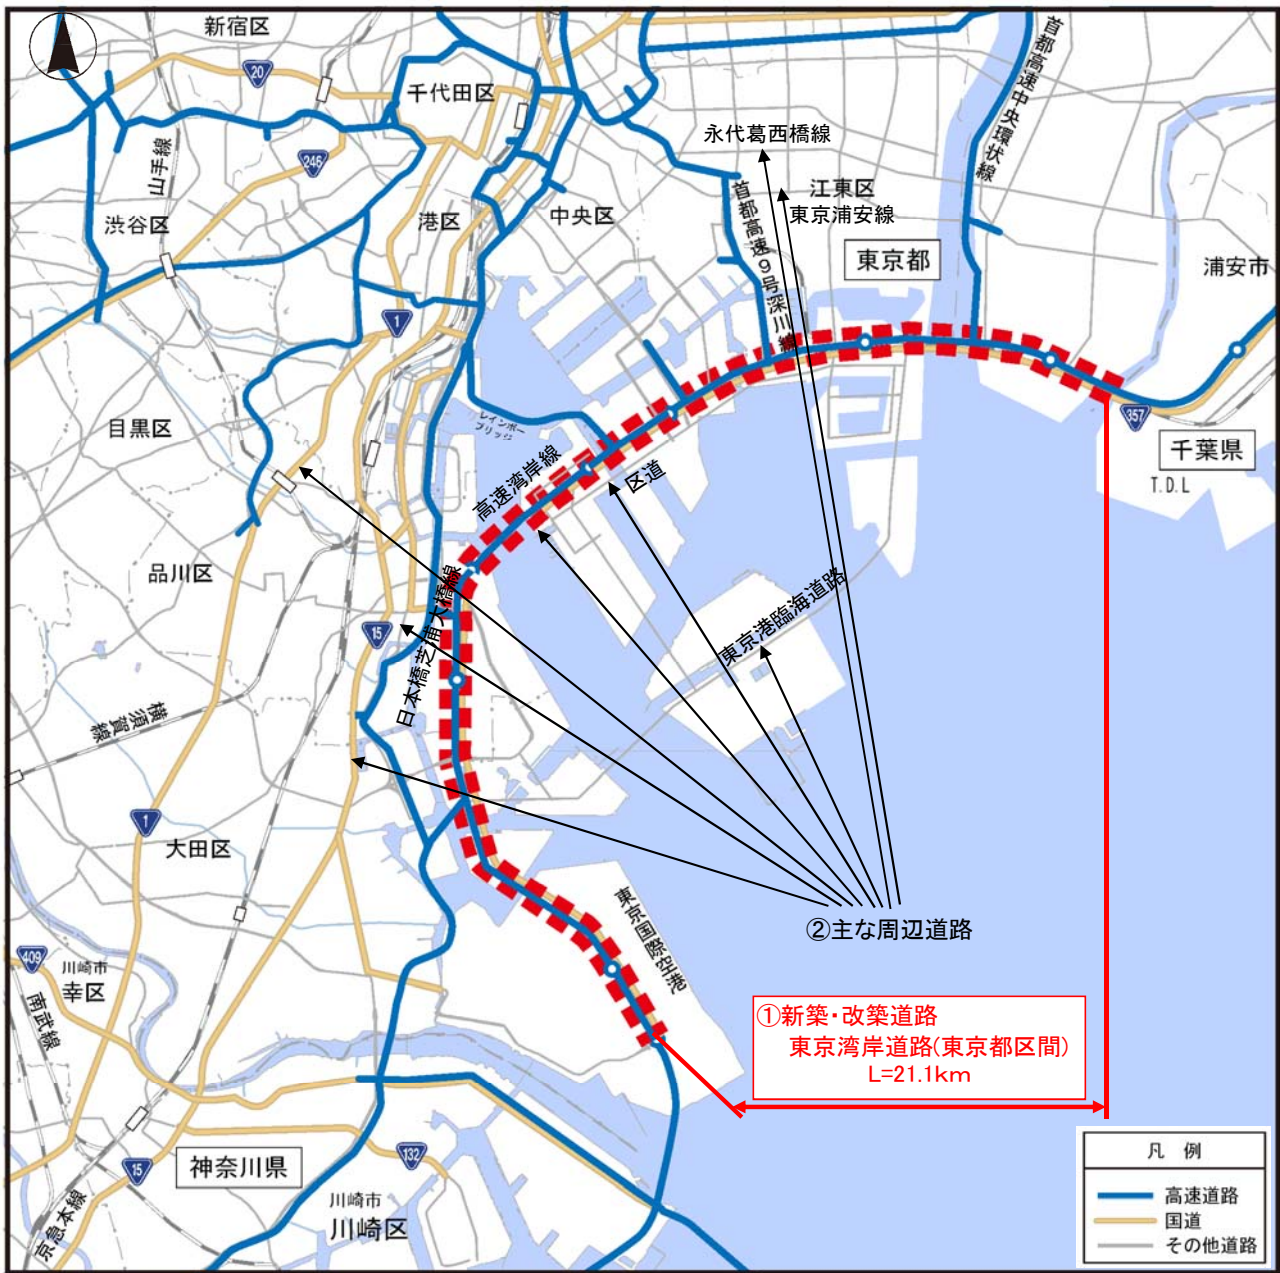 新宿区
20
千代田区
首都高速中央環状線
永代葛西橋線
山手線
246
江東区
首都高速9号深川線
東京浦安線
中央区
港区
渋谷区
東京都
浦安市
1
レインボー
ブリッジ
目黒区
357
千葉県
T.D.L
高速湾岸線
区道
品川区
日本橋芝浦大橋線
15
東京港臨海道路
横須賀線
1
大田区
東京国際空港
②主な周辺道路
409
川崎市
幸区
南武線
①新築・改築道路
東京湾岸道路(東京都区間)
L=21.1km
132
神奈川県
15
川崎市
川崎区
京急本線
凡 例
高速道路
国道
その他道路